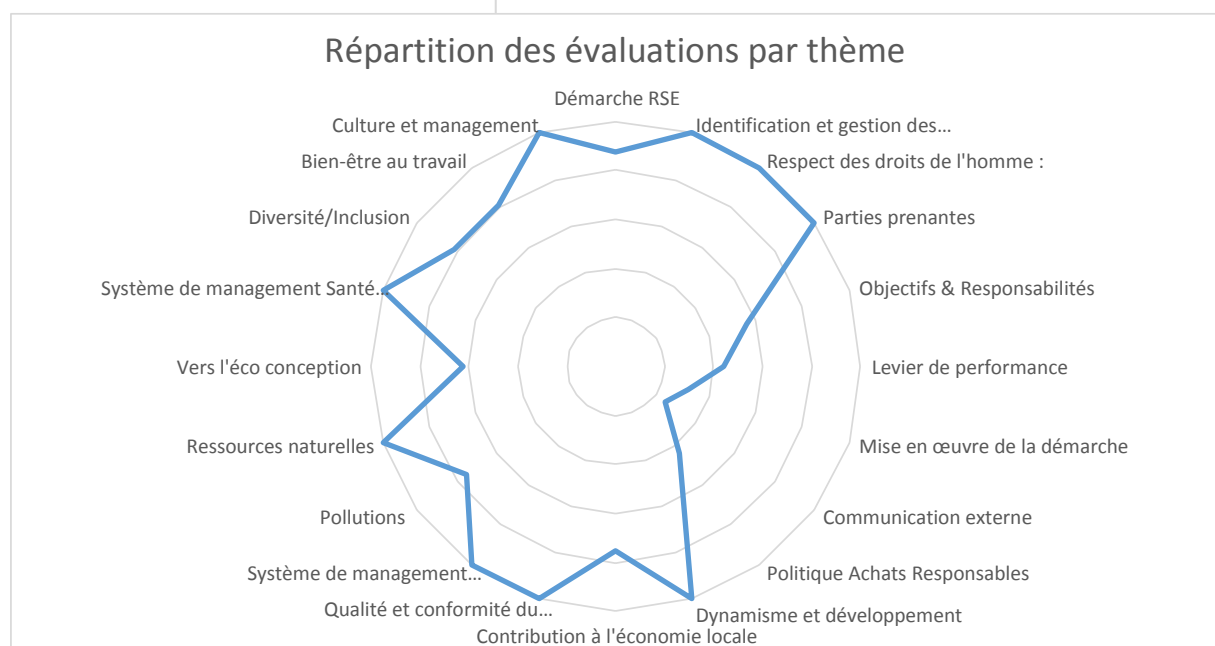 Répartition des évaluations par thème
Démarche RSE
Identification et gestion des...
Respect des droits de l'homme :
Parties prenantes
Objectifs & Responsabilités
Levier de performance
Mise en œuvre de la démarche
Communication externe
Politique Achats Responsables
Dynamisme et développement
Contribution à l'économie locale
Qualité et conformité du...
Système de management...
Pollutions
Ressources naturelles
Vers l'éco conception
Système de management Santé...
Diversité/Inclusion
Bien-être au travail
Culture et management